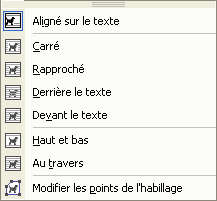 Aligné sur le texte
Carré
Rapproché
Derrière le texte
Devant le texte
Haut et bas
Au travers
Modifier les points de l'habillage